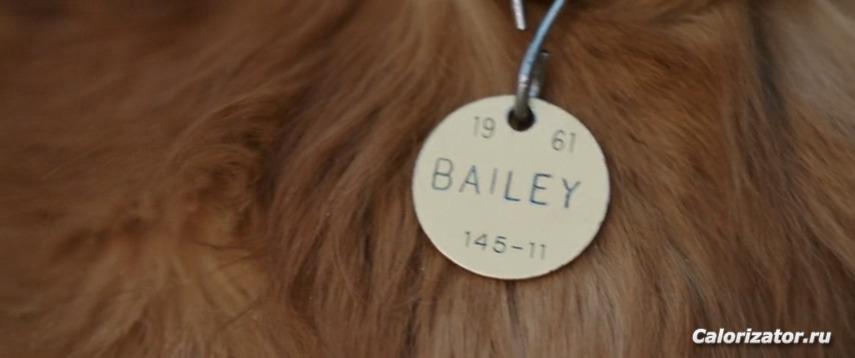 19 61
BAILEY
145-11
Calorizator.ru